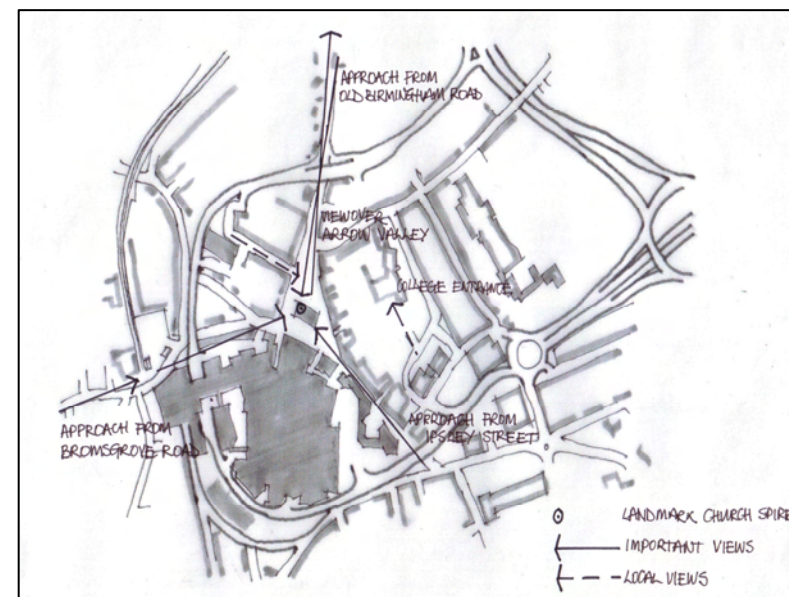 APPROACH FROM
OLD BIRMINGHAM ROAD
VIEW OVER
ARROW VALLEY
COLLEGE ENTRANCE
APPROACH FROM
IPSLEY STREET
APPROACH FROM
BROMSGROVE ROAD
LANDMARK CHURCH SPIRE
IMPORTANT VIEWS
LOCAL VIEWS